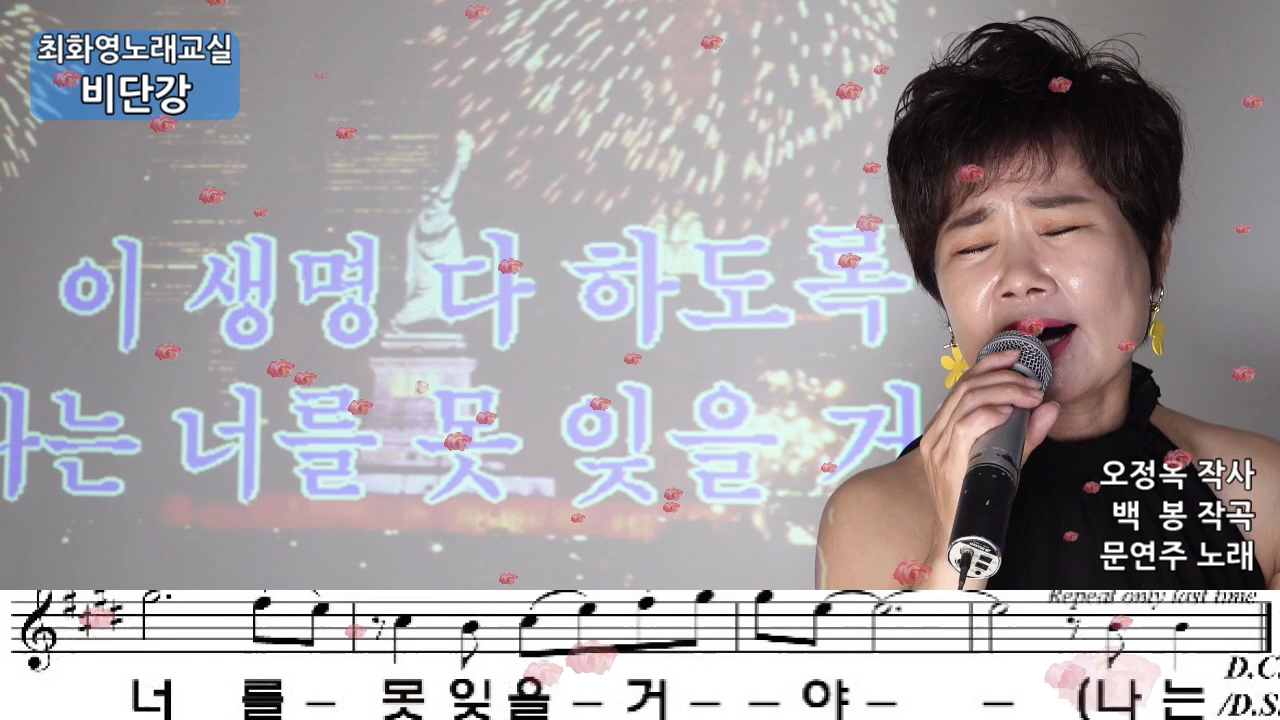 최화영노래교실
비단강
이 생명 다 하도록
나는 너를 못 잊을 거
오정옥 작사
백 봉 작곡
문연주 노래
Repeat only last time
너 를 – 못 잊 을 – 거 – – 야 – – (나 는
D.C.
/D.S.